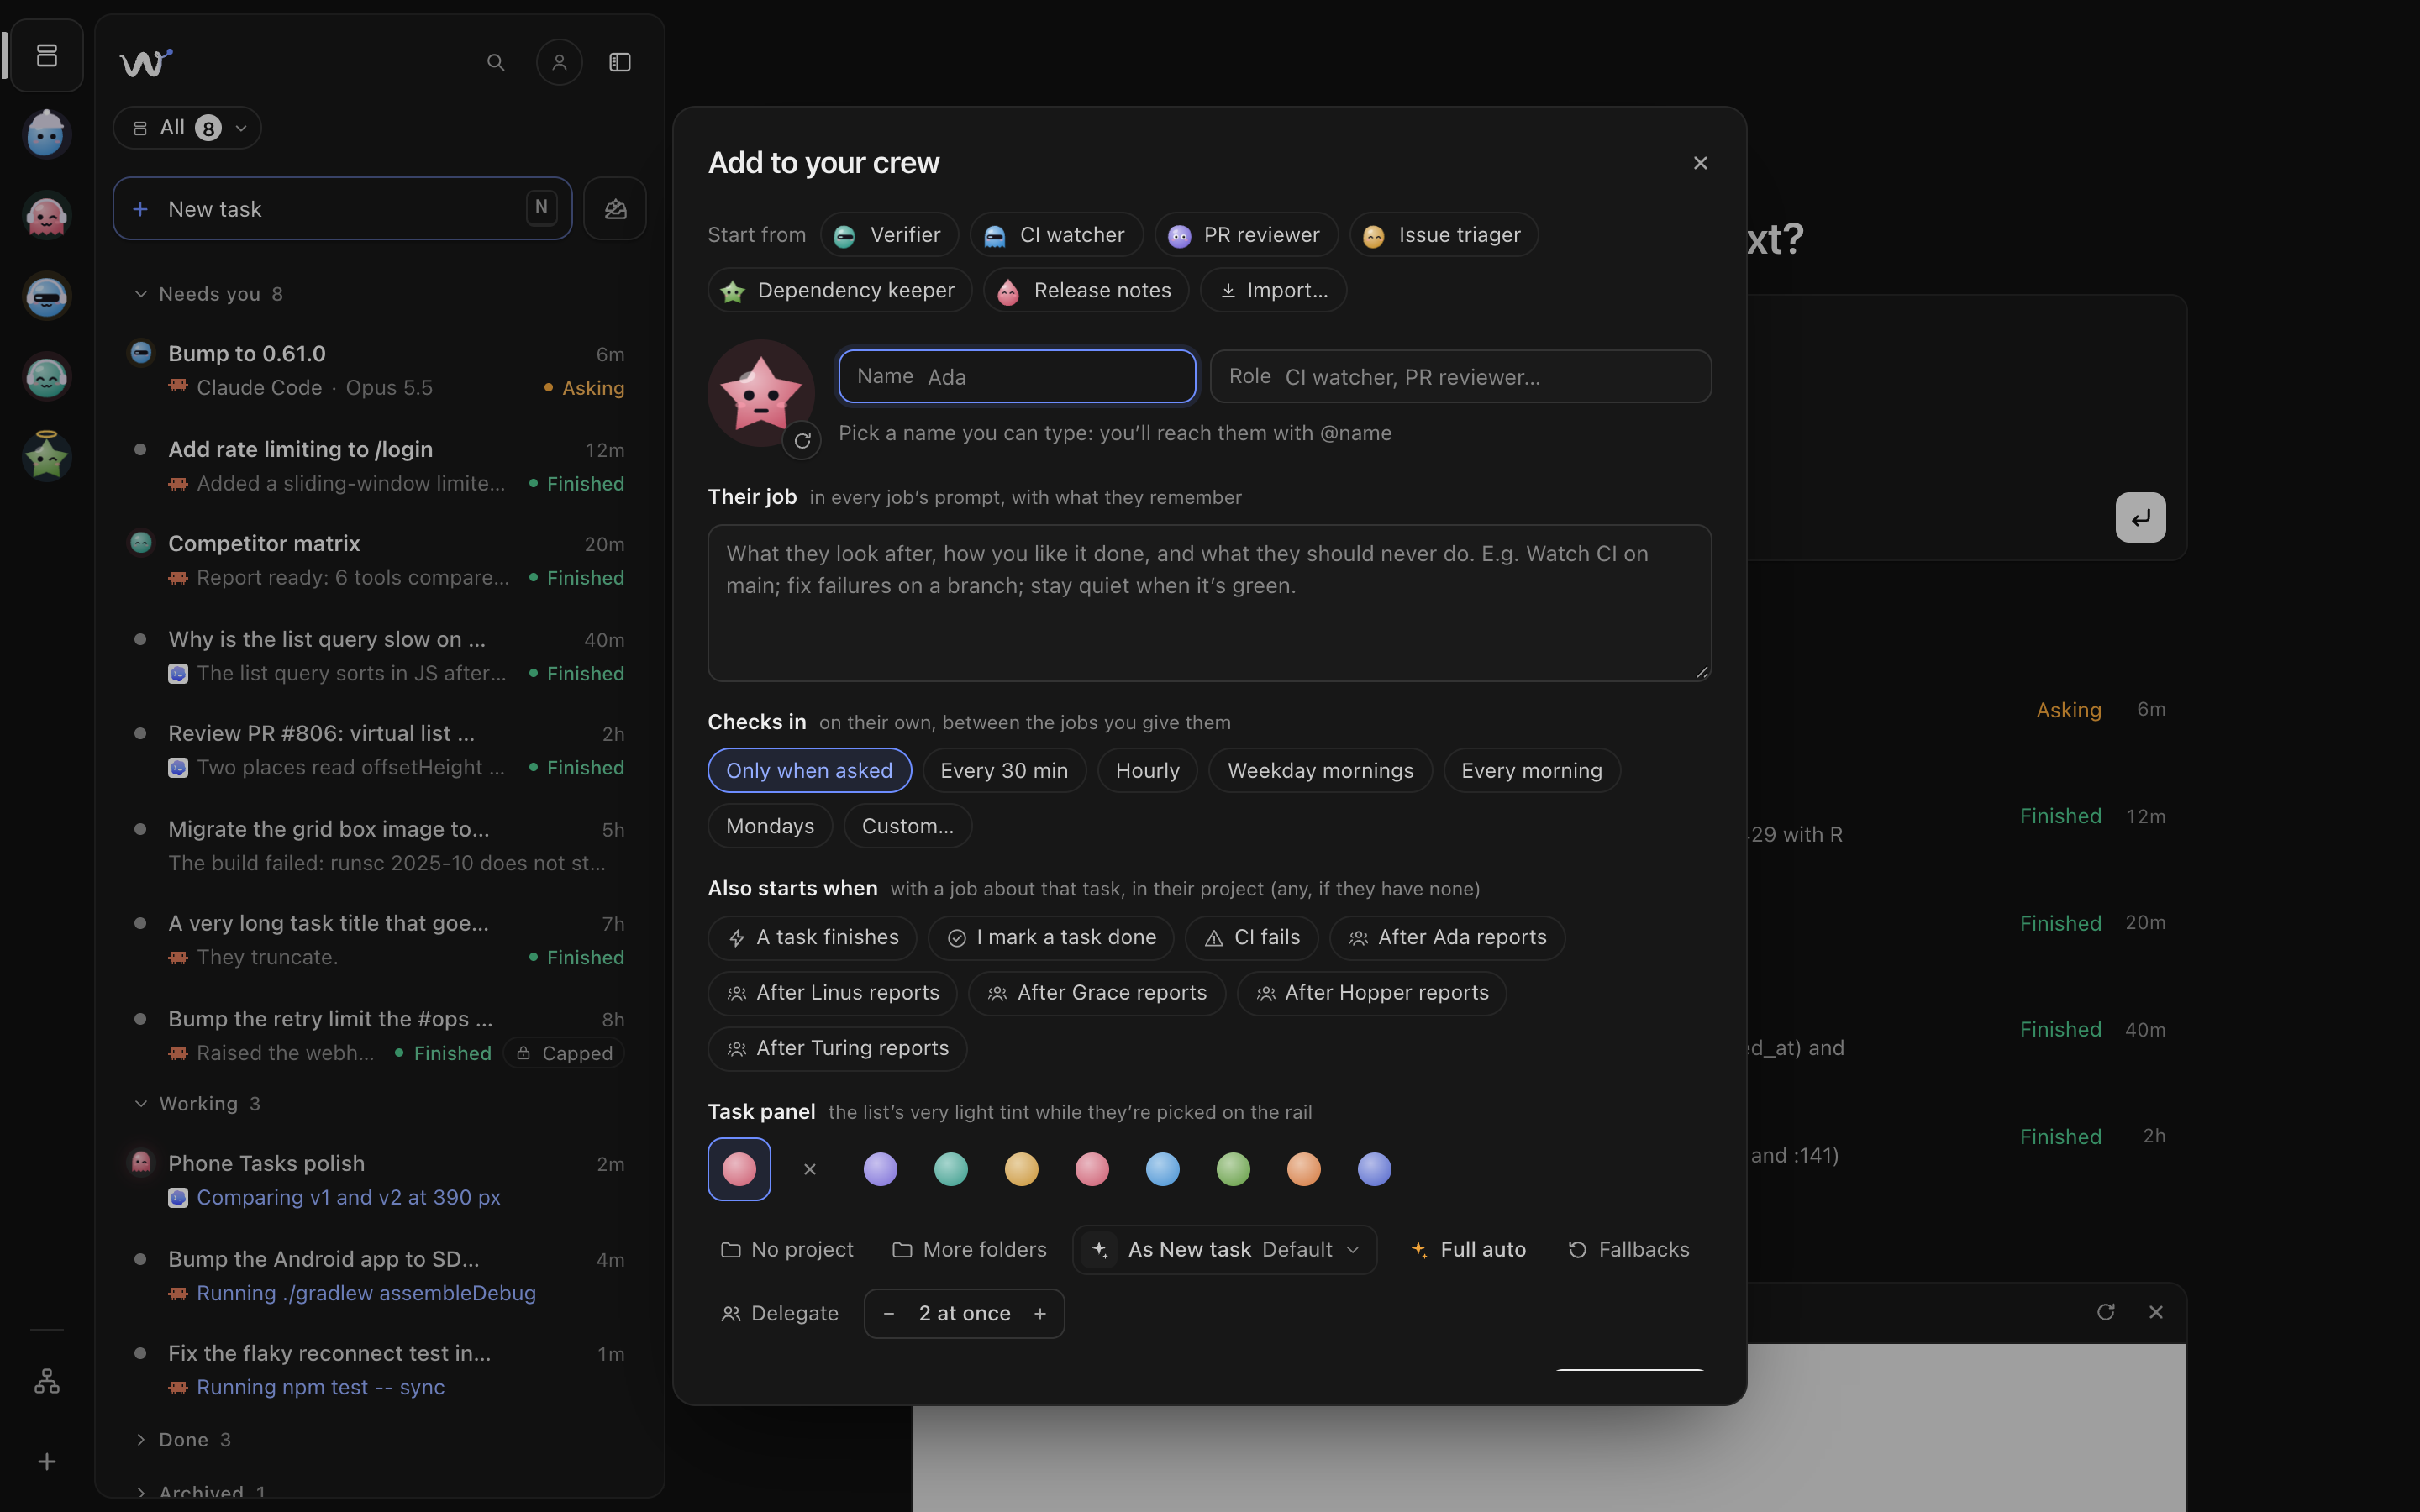 All 8
New task N
Needs you 8
Bump to 0.61.0 6m
Claude Code · Opus 5.5 Asking
Add rate limiting to /login 12m
Added a sliding-window limite... Finished
Competitor matrix 20m
Report ready: 6 tools compare... Finished
Why is the list query slow on ... 40m
The list query sorts in JS after... Finished
Review PR #806: virtual list ... 2h
Two places read offsetHeight ... Finished
Migrate the grid box image to... 5h
The build failed: runsc 2025-10 does not st...
A very long task title that goe... 7h
They truncate. Finished
Bump the retry limit the #ops ... 8h
Raised the webh... Finished Capped
Working 3
Phone Tasks polish 2m
Comparing v1 and v2 at 390 px
Bump the Android app to SD... 4m
Running ./gradlew assembleDebug
Fix the flaky reconnect test in... 1m
Running npm test -- sync
Done 3
Archived 1
Add to your crew
Start from Verifier CI watcher PR reviewer Issue triager
Dependency keeper Release notes Import...
Name Ada Role CI watcher, PR reviewer...
Pick a name you can type: you’ll reach them with @name
Their job in every job’s prompt, with what they remember
What they look after, how you like it done, and what they should never do. E.g. Watch CI on
main; fix failures on a branch; stay quiet when it’s green.
Checks in on their own, between the jobs you give them
Only when asked Every 30 min Hourly Weekday mornings Every morning
Mondays Custom...
Also starts when with a job about that task, in their project (any, if they have none)
A task finishes I mark a task done CI fails After Ada reports
After Linus reports After Grace reports After Hopper reports
After Turing reports
Task panel the list’s very light tint while they’re picked on the rail
No project More folders As New task Default Full auto Fallbacks
Delegate − 2 at once +
xt?
Asking 6m
Finished 12m
.29 with R
Finished 20m
Finished 40m
ed_at) and
Finished 2h
and :141)